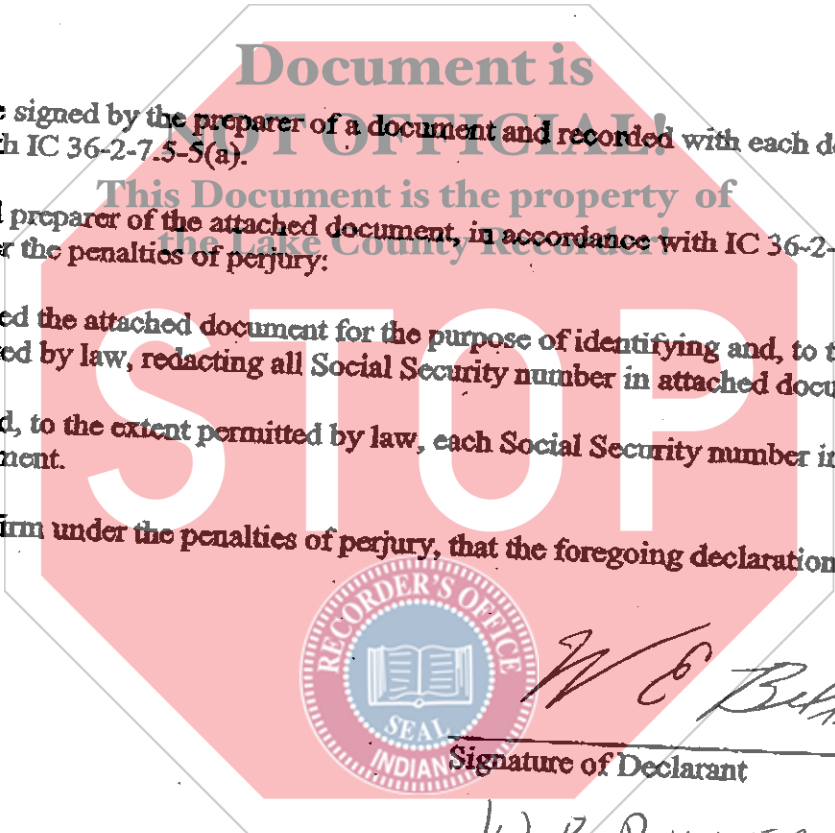 Document is
e signed by the preparer of a document and recorded with each d
NOT OFFICIAL!
h IC 36-2-7.5-5(a).
This Document is the property of
preparer of the attached document, in accordance with IC 36-2-
the Lake County Recorder!
r the penalties of perjury:
ed the attached document for the purpose of identifying and, to t
ed by law, redacting all Social Security number in attached docu
STOP
d, to the extent permitted by law, each Social Security number in
nent.
irm under the penalties of perjury, that the foregoing declaration
RECORDER'S OFFICE
SEAL
INDIANA
W E
Signature of Declarant